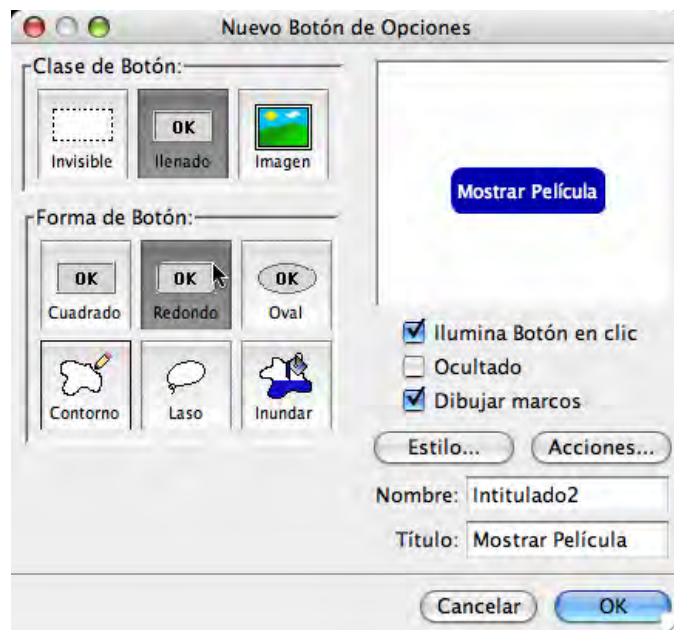 Nuevo Botón de Opciones
Clase de Botón:
OK
Invisible llenado Imagen
Mostrar Película
Forma de Botón:
OK OK OK
Cuadrado Redondo Oval
Contorno Laso Inundar
Ilumina Botón en clic
Ocultado
Dibujar marcos
Estilo... Acciones...
Nombre: Intitulado2
Título: Mostrar Película
Cancelar OK